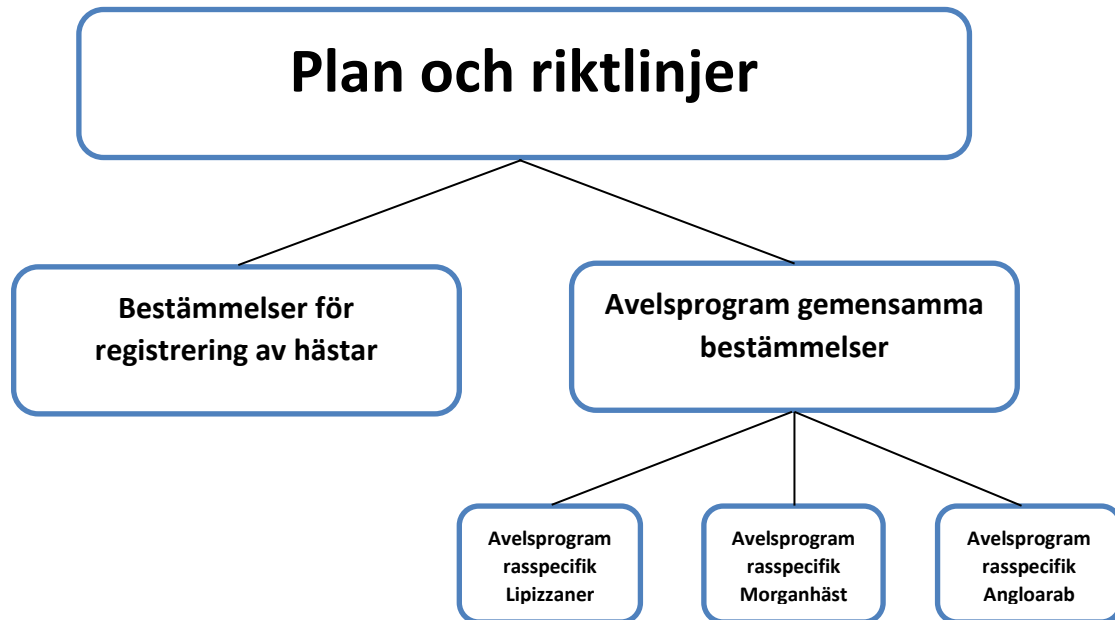 Plan och riktlinjer
Bestämmelser för
registrering av hästar
Avelsprogram gemensamma
bestämmelser
Avelsprogram
rasspecifik
Lipizzaner
Avelsprogram
rasspecifik
Morganhäst
Avelsprogram
rasspecifik
Angloarab